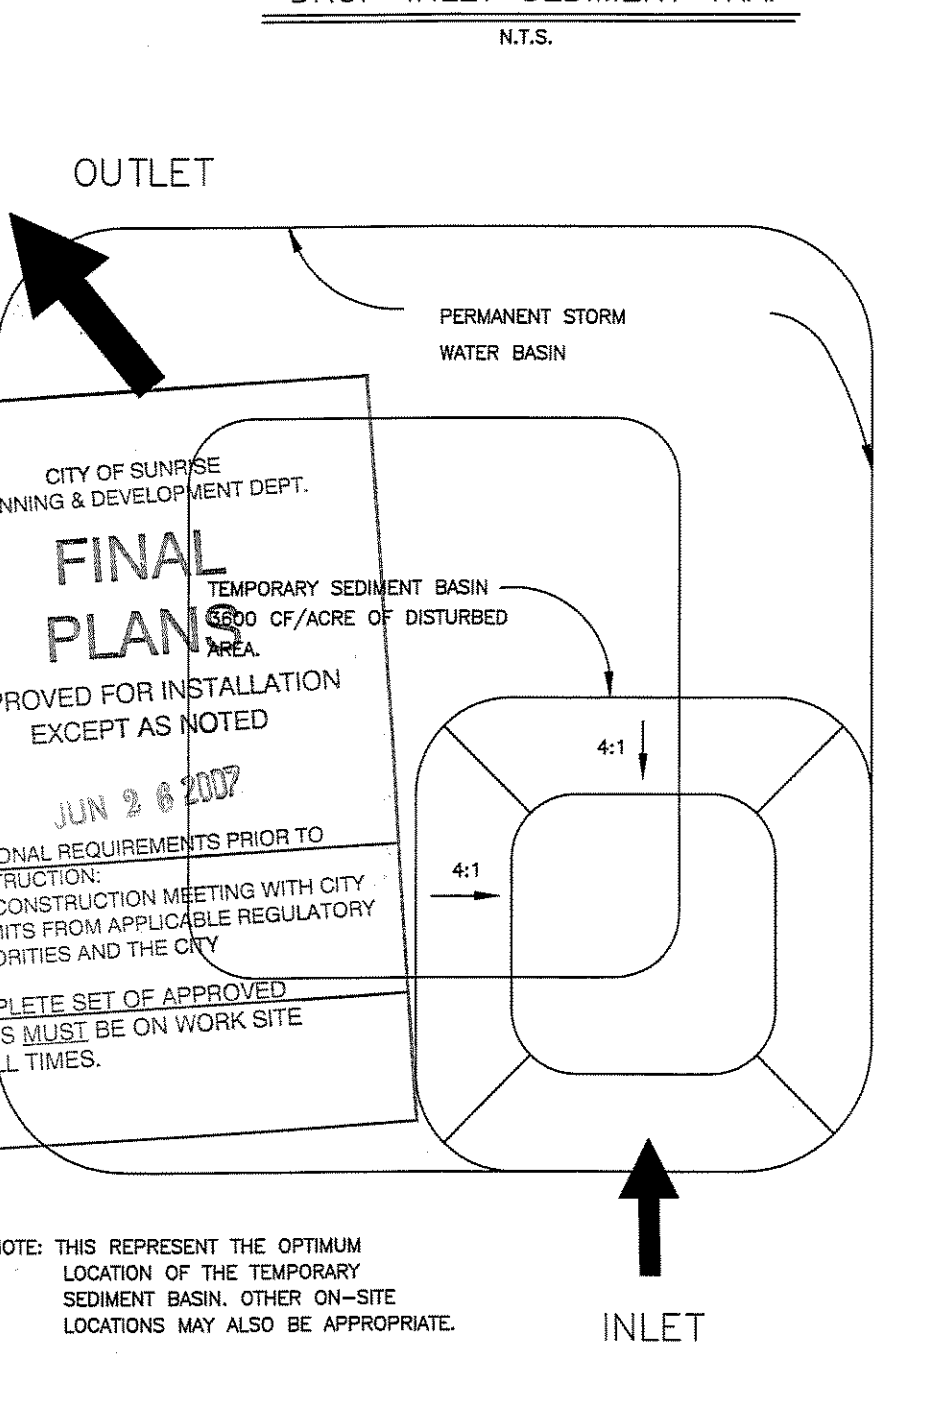 N.T.S.
OUTLET
PERMANENT STORM
WATER BASIN
CITY OF SUNRISE
NNING & DEVELOPMENT DEPT.
FINAL
PLANS
PROVED FOR INSTALLATION
EXCEPT AS NOTED
JUN 26 2007
ONAL REQUIREMENTS PRIOR TO
TRUCTION:
CONSTRUCTION MEETING WITH CITY
MITS FROM APPLICABLE REGULATORY
ORITIES AND THE CITY
PLETE SET OF APPROVED
S MUST BE ON WORK SITE
LL TIMES.
TEMPORARY SEDIMENT BASIN
3600 CF/ACRE OF DISTURBED
AREA.
4:1
4:1
OTE: THIS REPRESENT THE OPTIMUM
LOCATION OF THE TEMPORARY
SEDIMENT BASIN. OTHER ON-SITE
LOCATIONS MAY ALSO BE APPROPRIATE.
INLET